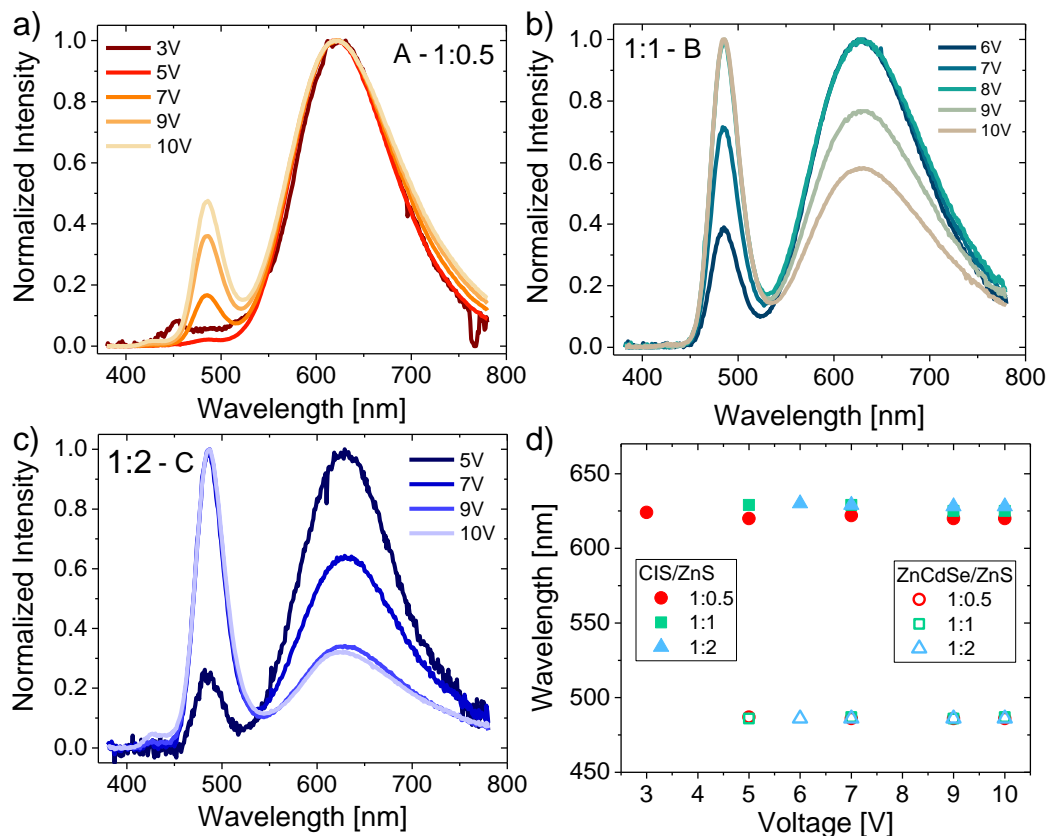 a)
A - 1:0.5
3V
5V
7V
9V
10V
Normalized Intensity
1.0
0.8
0.6
0.4
0.2
0.0
400 500 600 700 800
Wavelength [nm]
b)
1:1 - B
6V
7V
8V
9V
10V
Normalized Intensity
1.0
0.8
0.6
0.4
0.2
0.0
400 500 600 700 800
Wavelength [nm]
c)
1:2 - C
5V
7V
9V
10V
Normalized Intensity
1.0
0.8
0.6
0.4
0.2
0.0
400 500 600 700 800
Wavelength [nm]
d)
Wavelength [nm]
650
600
550
500
450
CIS/ZnS
1:0.5
1:1
1:2
ZnCdSe/ZnS
1:0.5
1:1
1:2
3 4 5 6 7 8 9 10
Voltage [V]